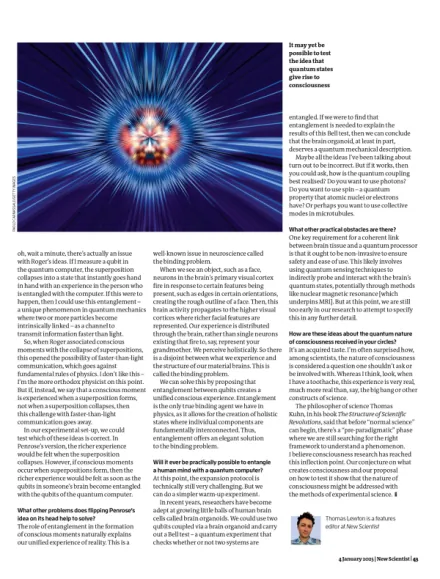 It may yet be
possible to test
the idea that
quantum states
give rise to
consciousness
entangled. If we were to find that
entanglement is needed to explain the
results of this Bell test, then we can conclude
that the brain organoid, at least in part,
deserves a quantum mechanical description.
Maybe all the ideas I've been talking about
turn out to be incorrect. But if it works, then
you could ask, how is the quantum coupling
best realised? Do you want to use photons?
Do you want to use spin – a quantum
property that atomic nuclei or electrons
have? Or perhaps you want to use collective
modes in microtubules.
What other practical obstacles are there?
One key requirement for a coherent link
between brain tissue and a quantum processor
is that it ought to be non-invasive to ensure
safety and ease of use. This likely involves
using quantum sensing techniques to
indirectly probe and interact with the brain's
quantum states, potentially through methods
like nuclear magnetic resonance [which
underpins MRI]. But at this point, we are still
too early in our research to attempt to specify
this in any further detail.
How are these ideas about the quantum nature
of consciousness received in your circles?
It's an acquired taste. I'm often surprised how,
among scientists, the nature of consciousness
is considered a question one shouldn't ask or
be involved with. Whereas I think, look, when
I have a toothache, this experience is very real,
much more real than, say, the big bang or other
constructs of science.
The philosopher of science Thomas
Kuhn, in his book The Structure of Scientific
Revolutions, said that before "normal science"
can begin, there's a "pre-paradigmatic" phase
where we are still searching for the right
framework to understand a phenomenon.
I believe consciousness research has reached
this inflection point. Our conjecture on what
creates consciousness and our proposal
on how to test it show that the nature of
consciousness might be addressed with
the methods of experimental science.
oh, wait a minute, there's actually an issue
with Roger's ideas. If I measure a qubit in
the quantum computer, the superposition
collapses into a state that instantly goes hand
in hand with an experience in the person who
is entangled with the computer. If this were to
happen, then I could use this entanglement –
a unique phenomenon in quantum mechanics
where two or more particles become
intrinsically linked – as a channel to
transmit information faster than light.
So, when Roger associated conscious
moments with the collapse of superpositions,
this opened the possibility of faster-than-light
communication, which goes against
fundamental rules of physics. I don't like this –
I'm the more orthodox physicist on this point.
But if, instead, we say that a conscious moment
is experienced when a superposition forms,
not when a superposition collapses, then
this challenge with faster-than-light
communication goes away.
In our experimental set-up, we could
test which of these ideas is correct. In
Penrose's version, the richer experience
would be felt when the superposition
collapses. However, if conscious moments
occur when superpositions form, then the
richer experience would be felt as soon as the
qubits in someone's brain become entangled
with the qubits of the quantum computer.
What other problems does flipping Penrose's
idea on its head help to solve?
The role of entanglement in the formation
of conscious moments naturally explains
our unified experience of reality. This is a
well-known issue in neuroscience called
the binding problem.
When we see an object, such as a face,
neurons in the brain's primary visual cortex
fire in response to certain features being
present, such as edges in certain orientations,
creating the rough outline of a face. Then, this
brain activity propagates to the higher visual
cortices where richer facial features are
represented. Our experience is distributed
through the brain, rather than single neurons
existing that fire to, say, represent your
grandmother. We perceive holistically. So there
is a disjoint between what we experience and
the structure of our material brains. This is
called the binding problem.
We can solve this by proposing that
entanglement between qubits creates a
unified conscious experience. Entanglement
is the only true binding agent we have in
physics, as it allows for the creation of holistic
states where individual components are
fundamentally interconnected. Thus,
entanglement offers an elegant solution
to the binding problem.
Will it ever be practically possible to entangle
a human mind with a quantum computer?
At this point, the expansion protocol is
technically still very challenging. But we
can do a simpler warm-up experiment.
In recent years, researchers have become
adept at growing little balls of human brain
cells called brain organoids. We could use two
qubits coupled via a brain organoid and carry
out a Bell test – a quantum experiment that
checks whether or not two systems are
Thomas Lewton is a features
editor at New Scientist
4 January 2025 | New Scientist | 43